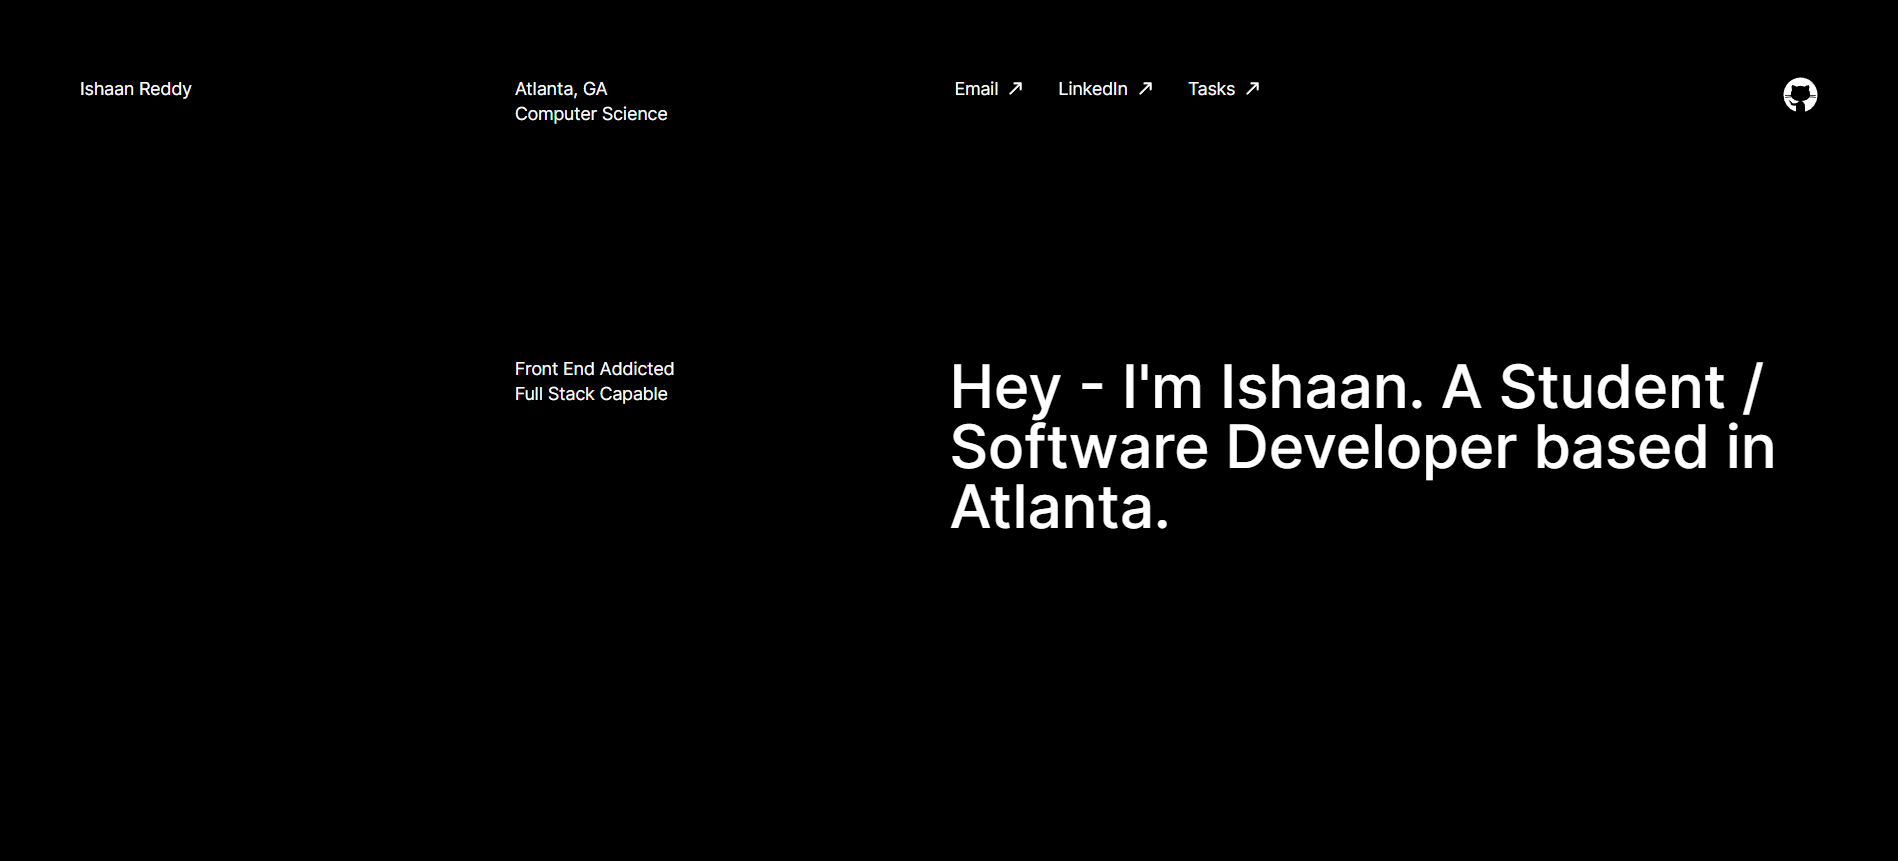 Ishaan Reddy
Atlanta, GA
Computer Science
Email
LinkedIn
Tasks
Front End Addicted
Full Stack Capable
Hey - I'm Ishaan. A Student /
Software Developer based in
Atlanta.